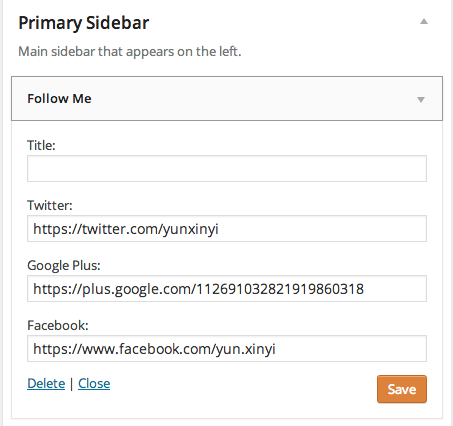 Primary Sidebar
Main sidebar that appears on the left.
Follow Me
Title:
Twitter:
https://twitter.com/yunxinyi
Google Plus:
https://plus.google.com/112691032821919860318
Facebook:
https://www.facebook.com/yun.xinyi
Delete | Close
Save